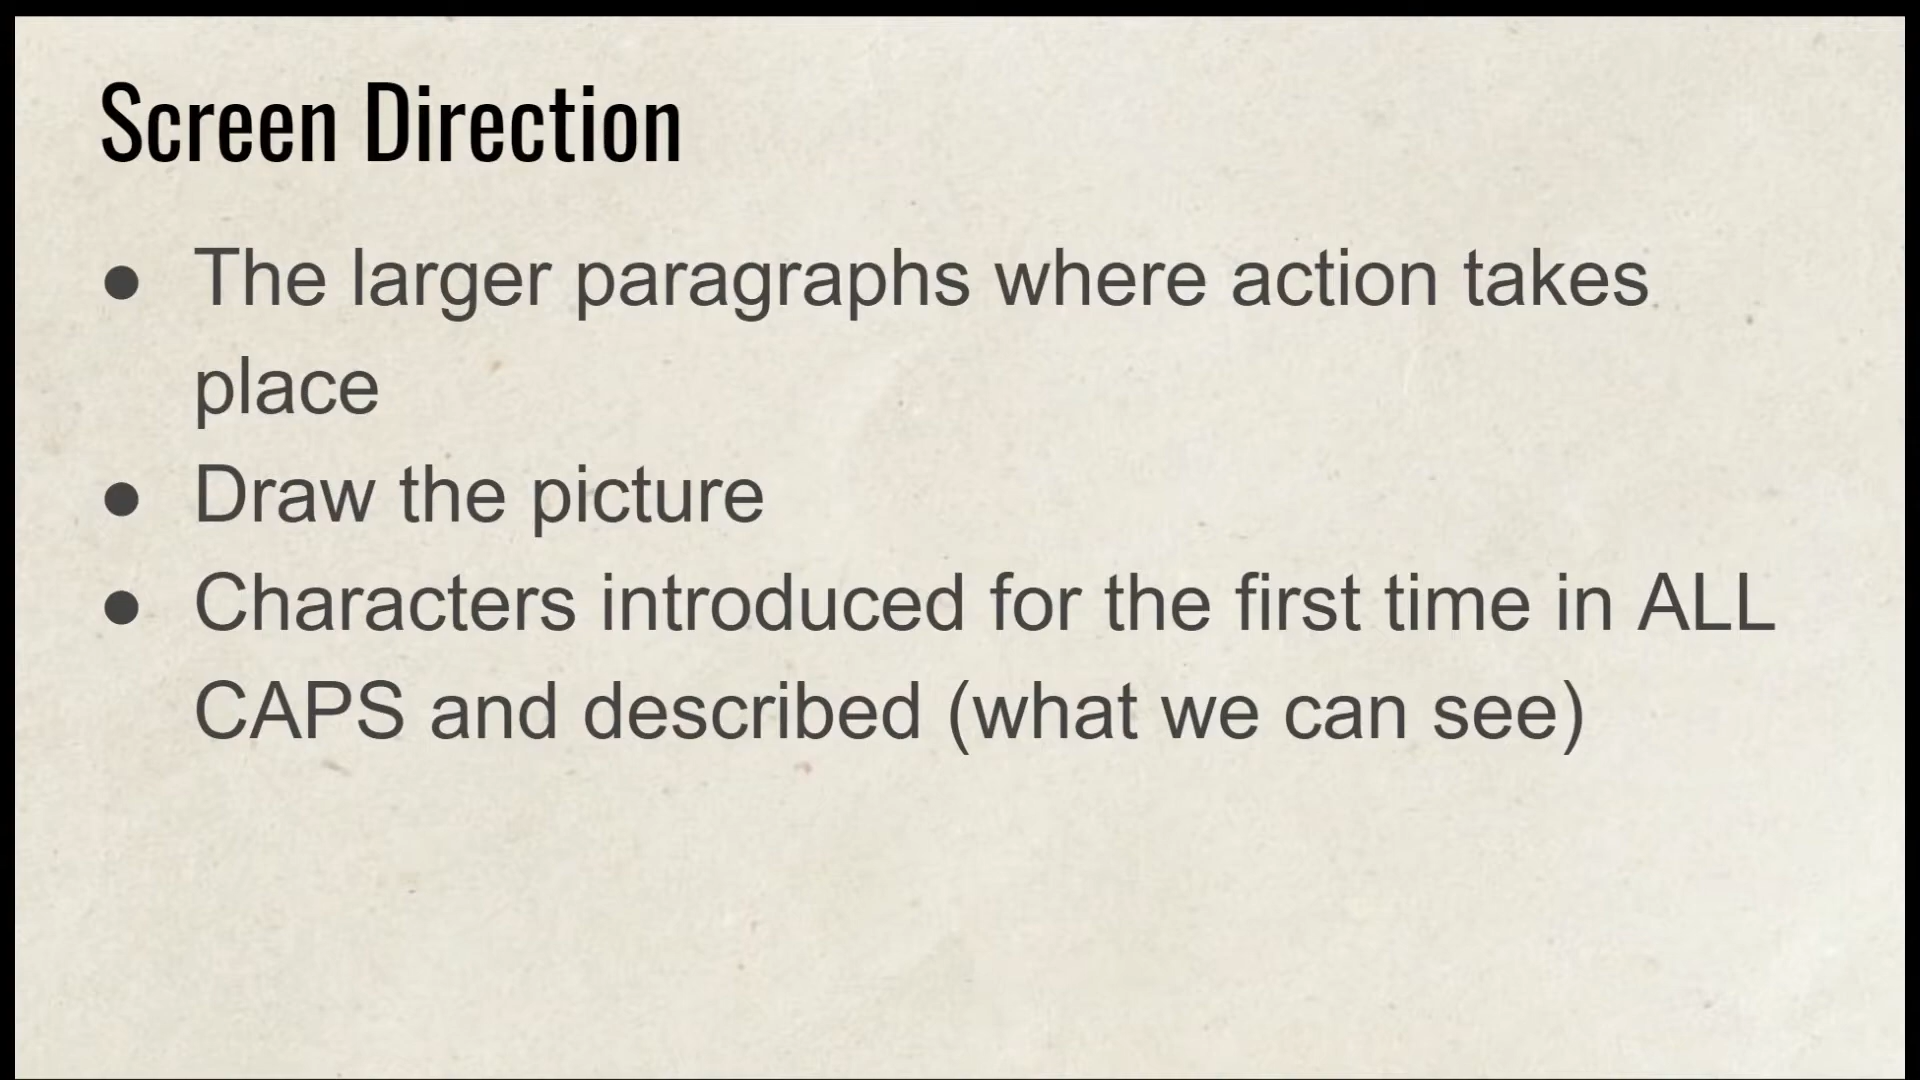 Screen Direction
● The larger paragraphs where action takes
place
● Draw the picture
● Characters introduced for the first time in ALL
CAPS and described (what we can see)